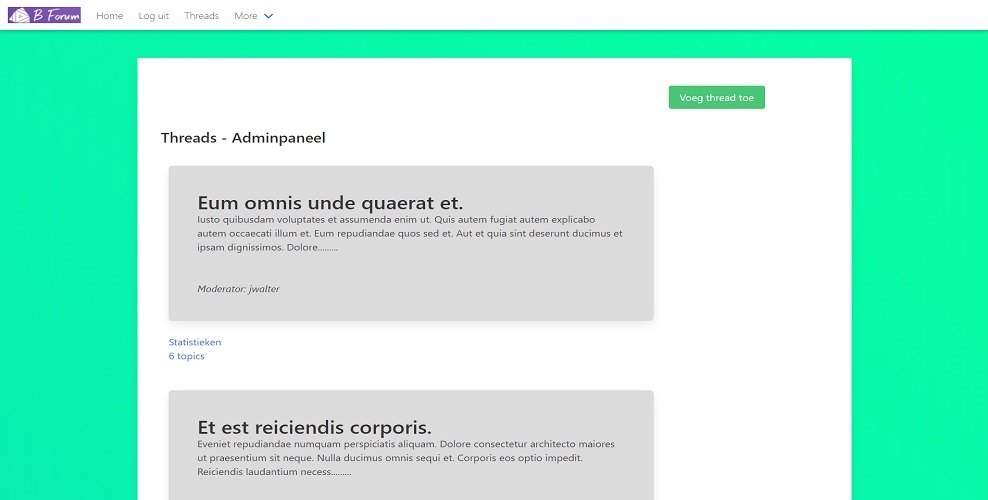 B Forum Home Log uit Threads More
Voeg thread toe
Threads - Adminpaneel
Eum omnis unde quaerat et.
Iusto quibusdam voluptates et assumenda enim ut. Quis autem fugiat autem explicabo
autem occaecati illum et. Eum repudiandae quos sed et. Aut et quia sint deserunt ducimus et
ipsam dignissimos. Dolore.........
Moderator: jwalter
Statistieken
6 topics
Et est reiciendis corporis.
Eveniet repudiandae numquam perspiciatis aliquam. Dolore consectetur architecto maiores
ut praesentium sit neque. Nulla ducimus omnis sequi et. Corporis eos optio impedit.
Reiciendis laudantium necess.........